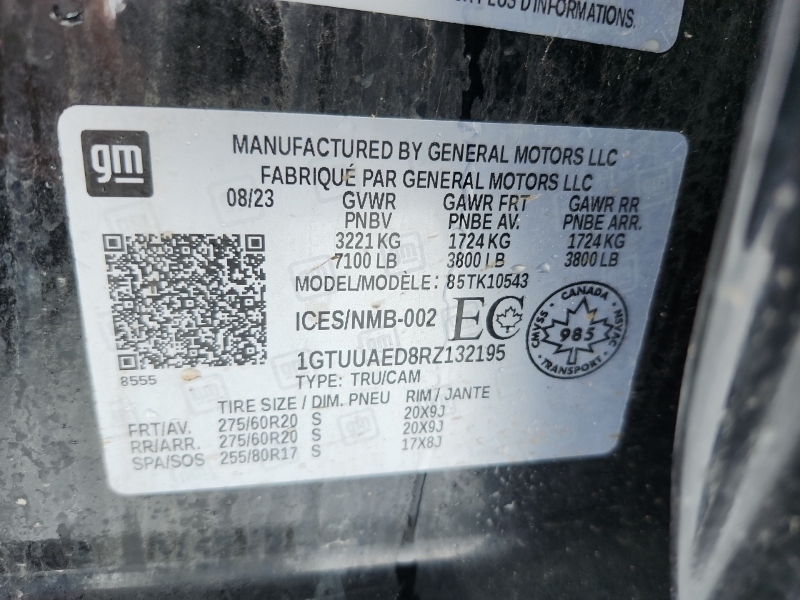 PLUS D'INFORMATIONS.
gm
MANUFACTURED BY GENERAL MOTORS LLC
FABRIQUÉ PAR GENERAL MOTORS LLC
08/23 GVWR GAWR FRT GAWR RR
PNBV PNBE AV. PNBE ARR.
3221 KG 1724 KG 1724 KG
7100 LB 3800 LB 3800 LB
MODEL/MODÈLE: 85TK10543
ICES/NMB-002 EC
CANADA
CMVSS 985 NSVAC
TRANSPORT
1GTUUAED8RZ132195
8555
TYPE: TRU/CAM
TIRE SIZE / DIM. PNEU RIM / JANTE
FRT/AV. 275/60R20 S 20X9J
RR/ARR. 275/60R20 S 20X9J
SPA/SOS 255/80R17 S 17X8J